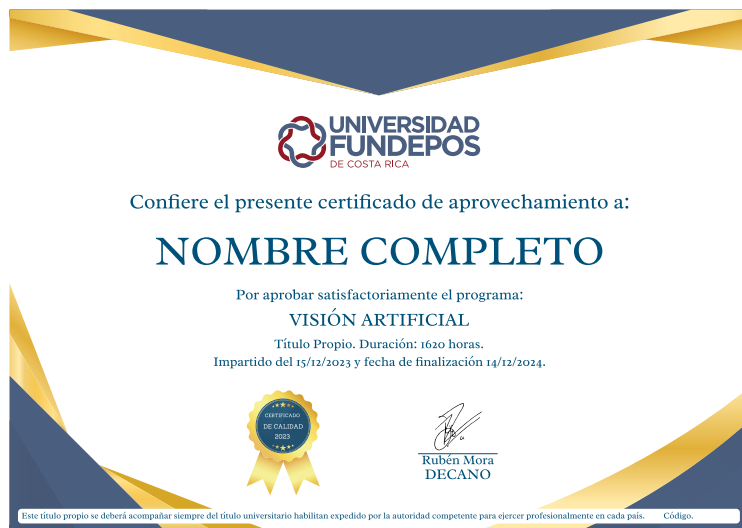 UNIVERSIDAD
FUNDEPOS
DE COSTA RICA
Confiere el presente certificado de aprovechamiento a:
NOMBRE COMPLETO
Por aprobar satisfactoriamente el programa:
VISIÓN ARTIFICIAL
Título Propio. Duración: 1620 horas.
Impartido del 15/12/2023 y fecha de finalización 14/12/2024.
CERTIFICADO
DE CALIDAD
2023
Rubén Mora
DECANO
Este título propio se deberá acompañar siempre del título universitario habilitan expedido por la autoridad competente para ejercer profesionalmente en cada país. Código.